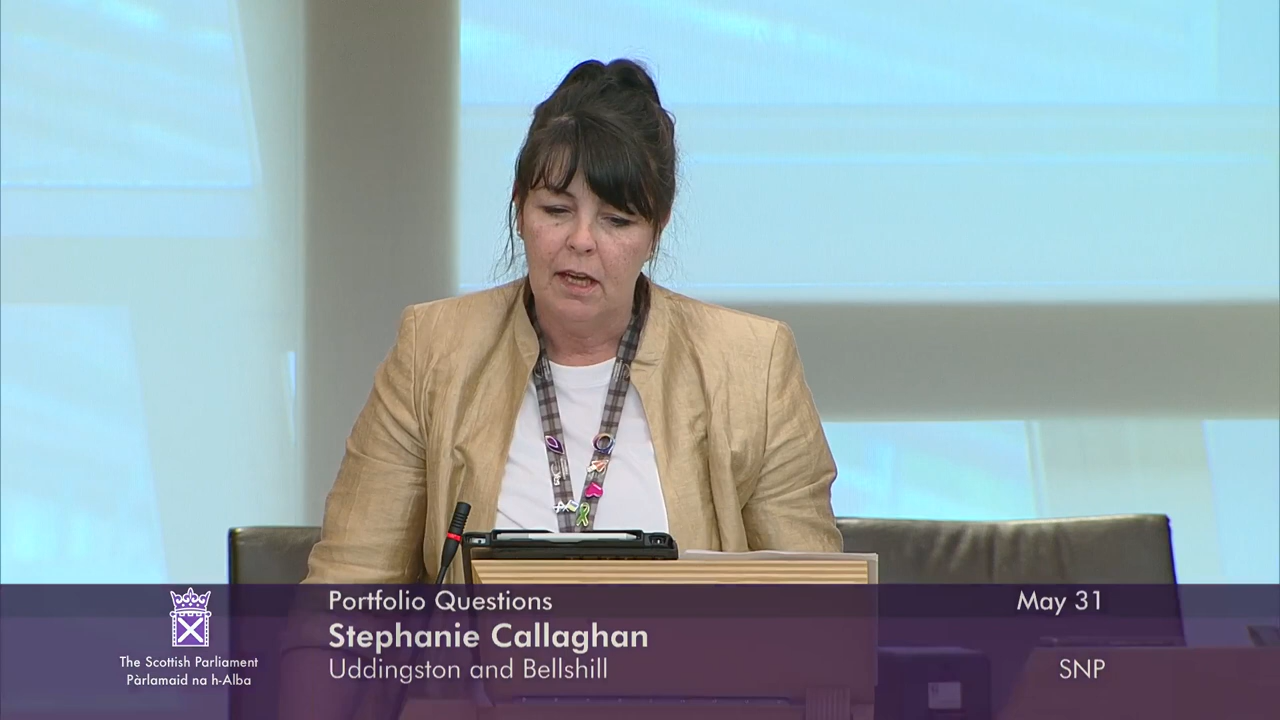 Portfolio Questions
May 31
Stephanie Callaghan
Uddingston and Bellshill
SNP
The Scottish Parliament
Pàrlamaid na h-Alba